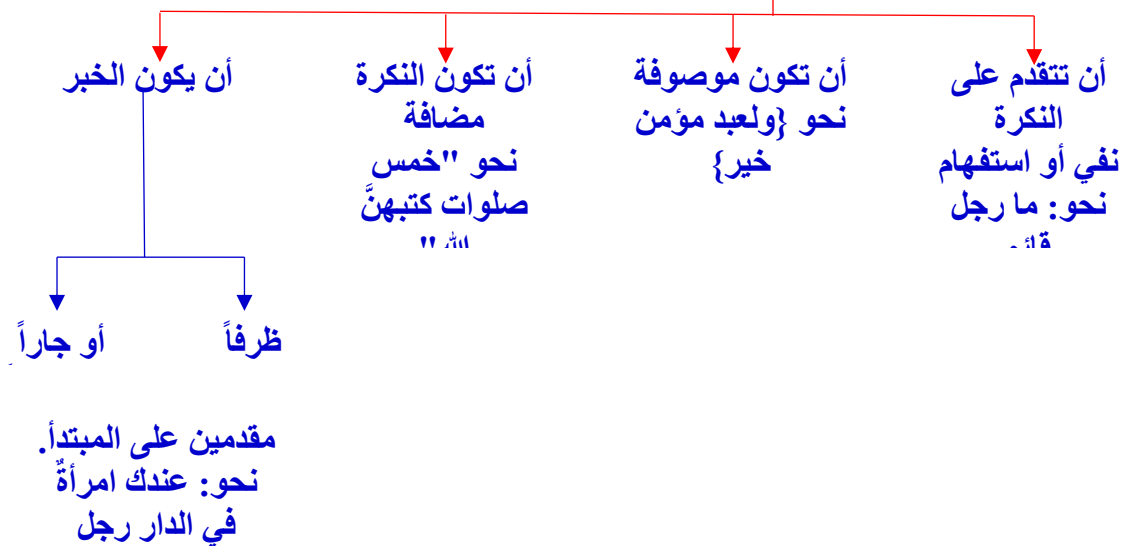 أن تتقدم على
النكرة
نفي أو استفهام
نحو: ما رجل
قائم
أن تكون موصوفة
نحو {ولعبد مؤمن
خير}
أن تكون النكرة
مضافة
نحو "خمس
صلوات كتبهنَّ
الله"
أن يكون الخبر
ظرفاً
أو جاراً
مقدمين على المبتدأ.
نحو: عندك امرأةٌ
في الدار رجل